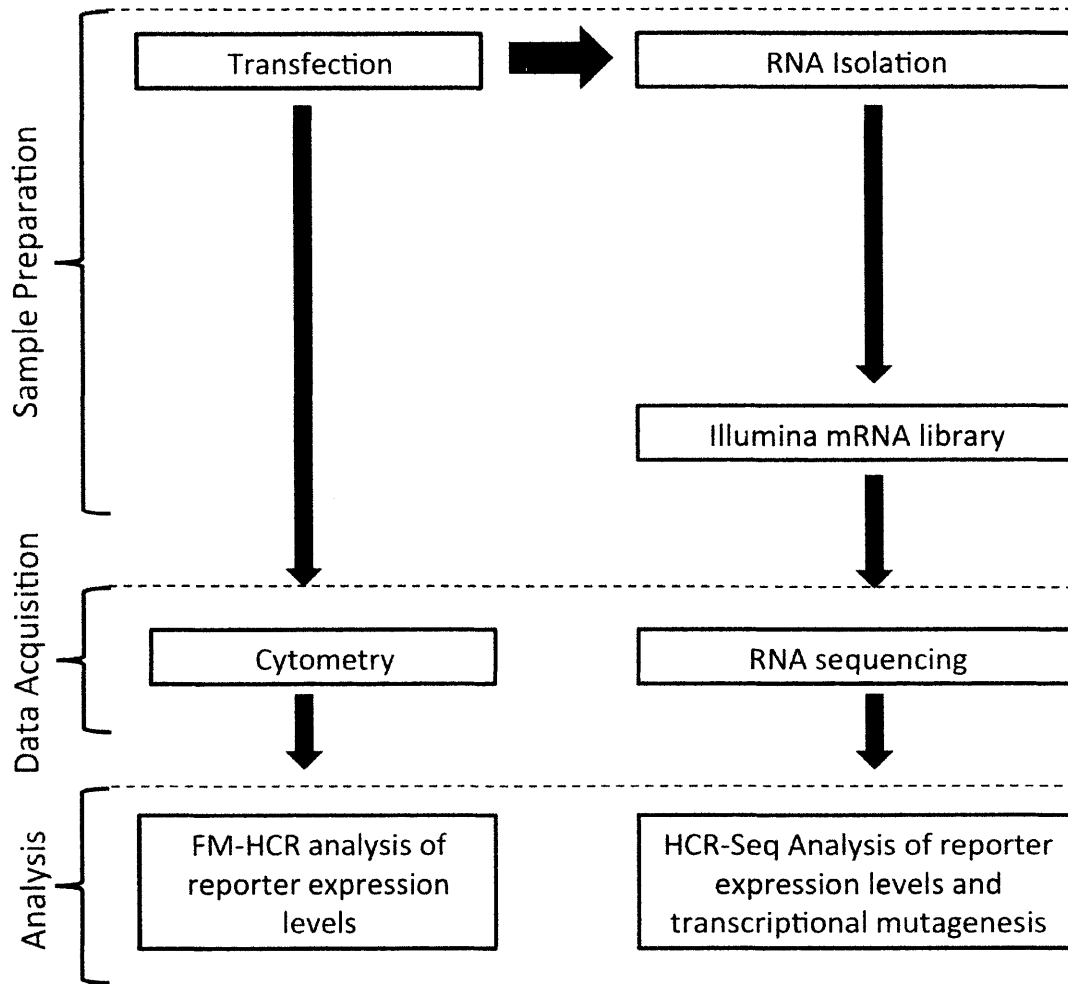 Sample Preparation
Transfection
RNA Isolation
Illumina mRNA library
Data Acquisition
Cytometry
RNA sequencing
Analysis
FM-HCR analysis of
reporter expression
levels
HCR-Seq Analysis of reporter
expression levels and
transcriptional mutagenesis